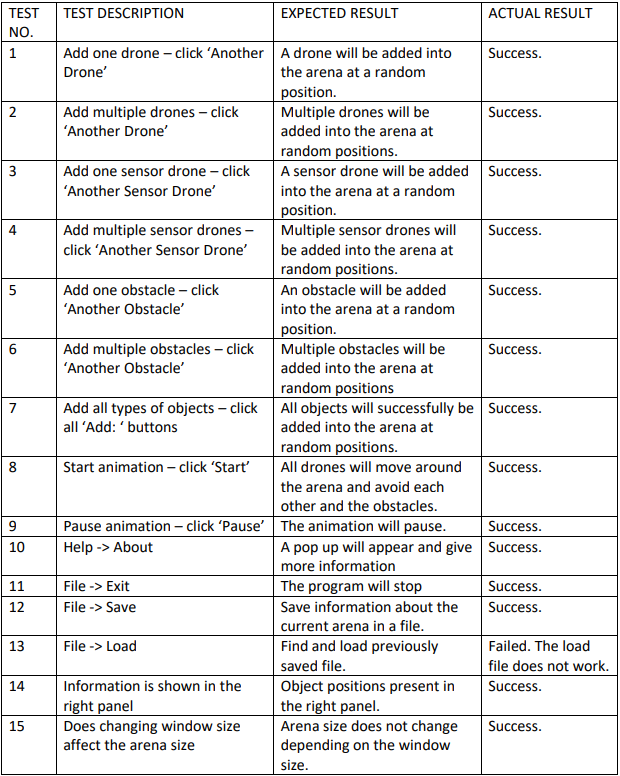 TEST NO. TEST DESCRIPTION EXPECTED RESULT ACTUAL RESULT
1 Add one drone – click ‘Another Drone’ A drone will be added into the arena at a random position. Success.
2 Add multiple drones – click ‘Another Drone’ Multiple drones will be added into the arena at random positions. Success.
3 Add one sensor drone – click ‘Another Sensor Drone’ A sensor drone will be added into the arena at a random position. Success.
4 Add multiple sensor drones – click ‘Another Sensor Drone’ Multiple sensor drones will be added into the arena at random positions. Success.
5 Add one obstacle – click ‘Another Obstacle’ An obstacle will be added into the arena at a random position. Success.
6 Add multiple obstacles – click ‘Another Obstacle’ Multiple obstacles will be added into the arena at random positions Success.
7 Add all types of objects – click all ‘Add: ‘ buttons All objects will successfully be added into the arena at random positions. Success.
8 Start animation – click ‘Start’ All drones will move around the arena and avoid each other and the obstacles. Success.
9 Pause animation – click ‘Pause’ The animation will pause. Success.
10 Help -> About A pop up will appear and give more information Success.
11 File -> Exit The program will stop Success.
12 File -> Save Save information about the current arena in a file. Success.
13 File -> Load Find and load previously saved file. Failed. The load file does not work.
14 Information is shown in the right panel Object positions present in the right panel. Success.
15 Does changing window size affect the arena size Arena size does not change depending on the window size. Success.